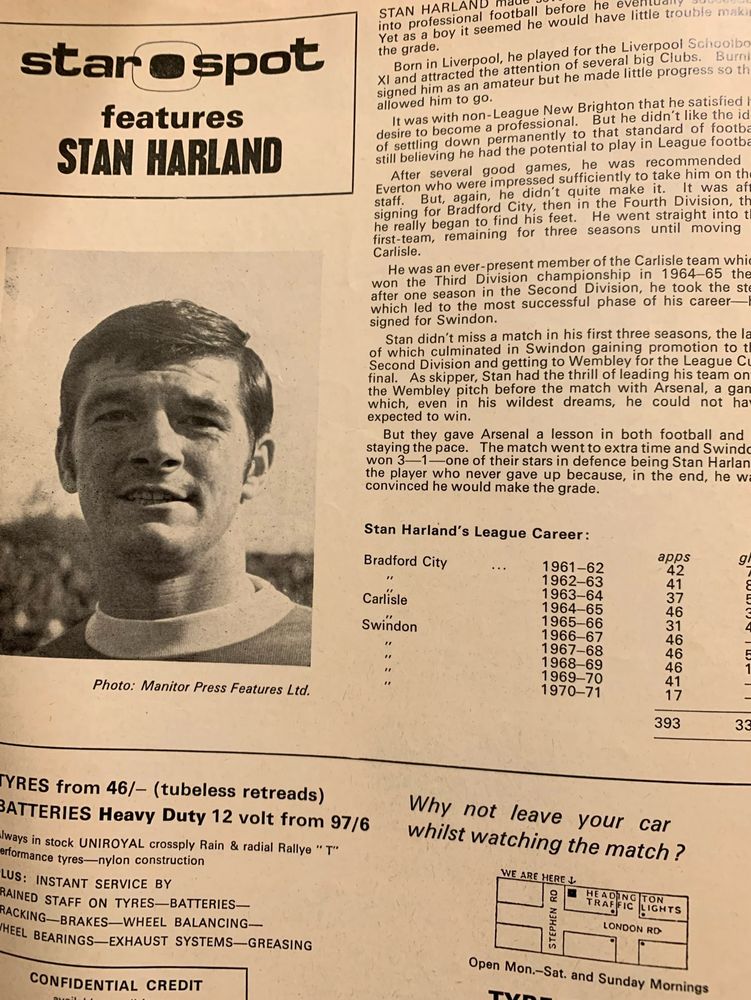 star spot
features
STAN HARLAND
Photo: Manitor Press Features Ltd.
STAN HARLAND made
into professional football before he eventually
Yet as a boy it seemed he would have little trouble
the grade.
Born in Liverpool, he played for the Liverpool
XI and attracted the attention of several big Clubs.
signed him as an amateur but he made little progress so
allowed him to go.
It was with non-League New Brighton that he satisfied
desire to become a professional. But he didn't like the
of settling down permanently to that standard of
still believing he had the potential to play in League
After several good games, he was recommended
Everton who were impressed sufficiently to take him on
staff. But, again, he didn't quite make it. It was
signing for Bradford City, then in the Fourth Division,
he really began to find his feet. He went straight into
first-team, remaining for three seasons until moving
Carlisle.
He was an ever-present member of the Carlisle team
won the Third Division championship in 1964–65
after one season in the Second Division, he took the
which led to the most successful phase of his career—
signed for Swindon.
Stan didn't miss a match in his first three seasons, the
of which culminated in Swindon gaining promotion to
Second Division and getting to Wembley for the League
final. As skipper, Stan had the thrill of leading his team
the Wembley pitch before the match with Arsenal, a
which, even in his wildest dreams, he could not
expected to win.
But they gave Arsenal a lesson in both football and
staying the pace. The match went to extra time and
won 3—1—one of their stars in defence being Stan
the player who never gave up because, in the end, he
convinced he would make the grade.
Stan Harland's League Career:
apps
Bradford City ... 1961–62 42
" 1962–63 41
" 1963–64 37
Carlisle 1964–65 46
" 1965–66 31
Swindon 1966–67 46
" 1967–68 46
" 1968–69 46
" 1969–70 41
" 1970–71 17
393 33
TYRES from 46/– (tubeless retreads)
BATTERIES Heavy Duty 12 volt from 97/6
in stock UNIROYAL crossply Rain & radial Rallye "T"
tyres—nylon construction
INSTANT SERVICE BY
STAFF ON TYRES—BATTERIES—
BRAKES—WHEEL BALANCING—
BEARINGS—EXHAUST SYSTEMS—GREASING
CONFIDENTIAL CREDIT
Why not leave your car
whilst watching the match?
WE ARE HERE ↓
HEADINGTON
TRAFFIC LIGHTS
STEPHEN RD
LONDON RD
Open Mon.–Sat. and Sunday Mornings